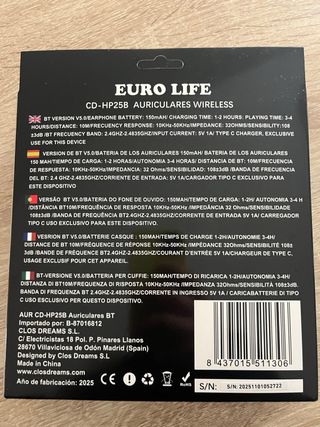 EURO LIFE
CD-HP25B AURICULARES WIRELESS
BT VERSION V5.0/EARPHONE BATTERY: 150mAH/ CHARGING TIME: 1-2 HOURS: PLAYING TIME: 3-4
HOURS/DISTANCE: 10M/FRECUENCY RESPONSE: 10KHz-50KHz/IMPEDANCE: 32Ohms/SENSIBILITY:108
±3dB /BT FRECUENCY BAND: 2.4GHZ-2.4835GHZ/INPUT CURRENT: 5V 1A/ TYPE C CHARGER, EXCLUSIVE
USE FOR THIS DEVICE
VERSIÓN DE BT V5.0/BATERIA DE LOS AURICULARES 150mAH/ BATERIA DE LOS AURICULARES
150 MAH/TIEMPO DE CARGA: 1-2 HORAS/AUTONOMIA 3-4 HORAS/ DISTANCIA DE BT: 10M/RESPUESTA
DE FRECUENCIA: 10KHz-50KHz/ IMPEDANCIA: 32Ohms/SENSIBILIDAD: 108±3dB /BANDA DE FRECUENCIA
DEL BT: 2.4 GHZ-2.4835GHZ/CORRIENTE DE ENTRADA: 5V 1A/ CARGADOR TIPO C EXCLUSIVO PARA
ESTE DISPOSITIVO
VERSÃO BT V5.0/BATERIA DO FONE DE OUVIDO: 150MAH/TEMPO DE CARGA: 1-2H/ AUTONOMIA 3-4 H
/DISTÂNCIA BT10M/FREQUÊNCIA DE RESPOSTA 10KHz-50KHz /IMPEDANCIA 32Ohms/SENSIBILIDADE
108±3dB /BANDA DE FREQUÊNCIA BT2.4GHZ-2.4835GHZ/CORRENTE DE ENTRADA 5V 1A/ CARREGADOR
TIPO C USO EXCLUSIVO PARA ESTE DISPOSITIVO.
VERSION BT V5.0/BATTERIE CASQUE : 150MAH/TEMPS DE CHARGE : 1-2H/AUTONOMIE 3-4H/
DISTANCE DE BT 10M/FRÉQUENCE DE RÉPONSE 10KHz-50KHz /IMPÉDANCE 32Ohms/SENSIBILITÉ 108±
3dB /BANDE DE FRÉQUENCE BT2.4GHZ-2.4835GHZ/COURANT D'ENTRÉE 5V 1A/CHARGEUR DE TYPE C,
USAGE EXCLUSIF POUR CET APPAREIL
BT-VERSIONE V5.0/BATTERIA PER CUFFIE: 150MAH/TEMPO DI RICARICA 1-2H/AUTONOMIA 3-4H/
DISTANZA DI BT10M/FREQUENZA DI RISPOSTA 10KHz-50KHz /IMPEDANZA 32Ohms/SENSIBILITA 108±3dB.
BANDA DI FREQUENZA BT2.4GHZ-2.4835GHZ/CORRENTE IN INGRESSO 5V 1A / CARICABATTERIE DI TIPO
C USO ESCLUSIVO PER QUESTO DISPOSITIVO.
AUR CD-HP25B Auriculares BT
Importado por: B-87016812
CLOS DREAMS S.L.
C/ Electricistas 18 Pol. P. Pinares Llanos
28670 Villaviciosa de Odón Madrid (Spain)
Designed by Clos Dreams S.L.
Made in China
www.closdreams.com
Año de fabricación: 2025
CE
RoHS
8 437015 511306
S/N: S/N: 20251101052722